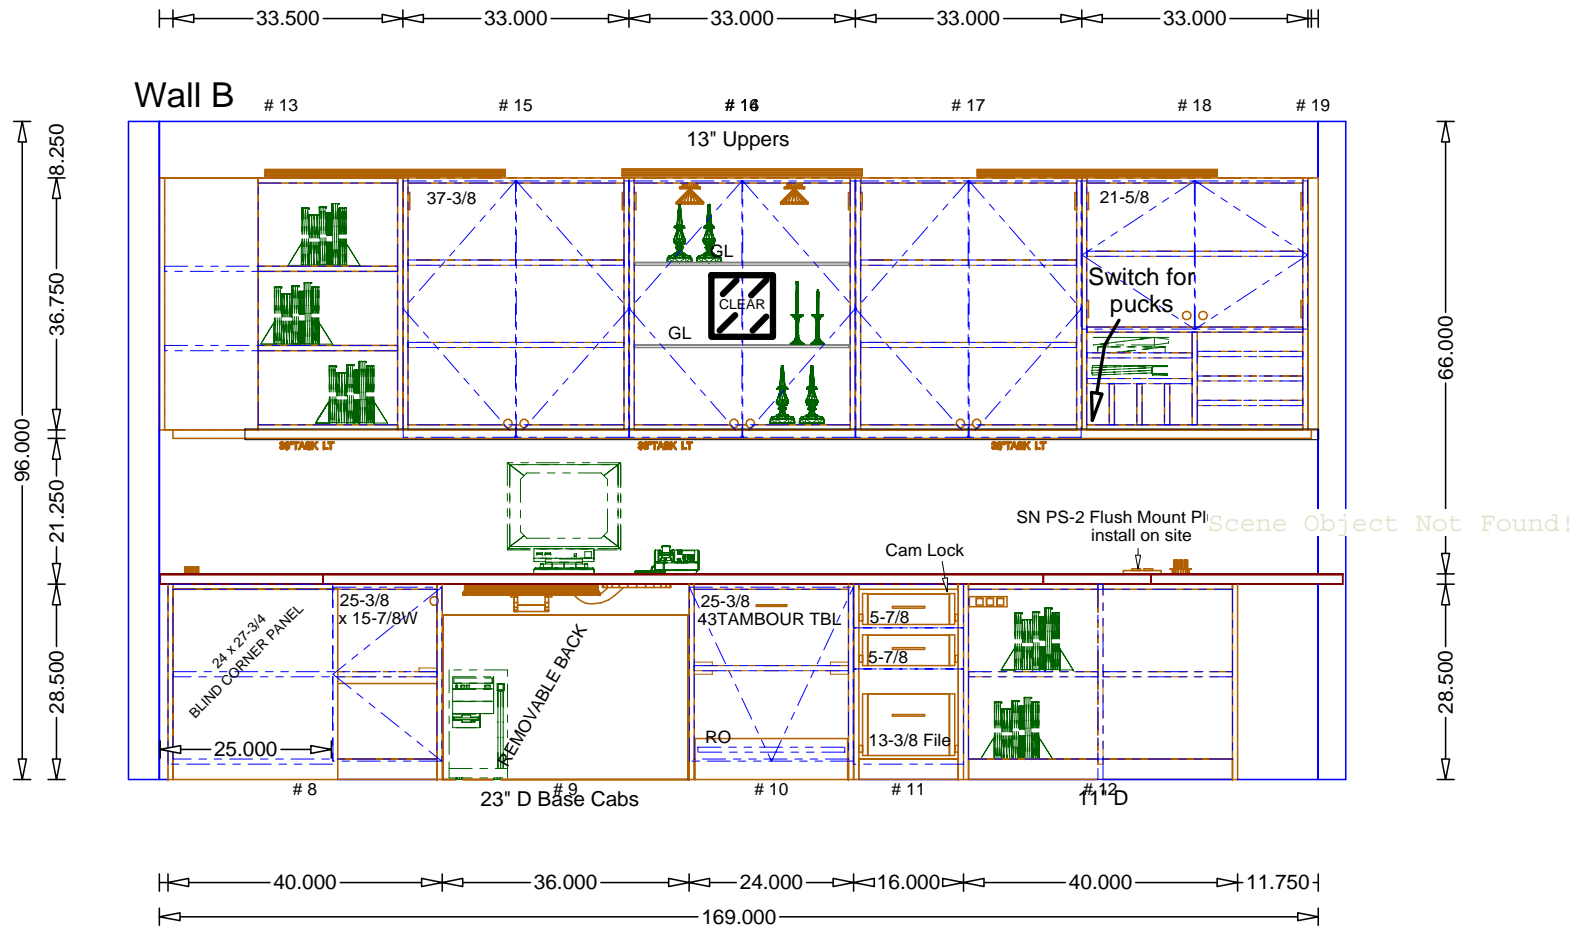 33.500 33.000 33.000 33.000 33.000
Wall B
# 13 # 15 # 17 # 18 # 19
13" Uppers
8.250
37-3/8
21-5/8
GL
Switch for
pucks
CLEAR
GL
36.750
66.000
96.000
TASK LT TASK LT TASK LT
21.250
SN PS-2 Flush Mount Pl
install on site
Scene Object Not Found!
Cam Lock
25-3/8
x 15-7/8W
24 x 27-3/4
BLIND CORNER PANEL
REMOVABLE BACK
25-3/8
43TAMBOUR TBL
5-7/8
5-7/8
13-3/8 File
RO
28.500
28.500
25.000
# 8 # 9 # 10 # 11 # 12
23" D Base Cabs
11" D
40.000 36.000 24.000 16.000 40.000 11.750
169.000